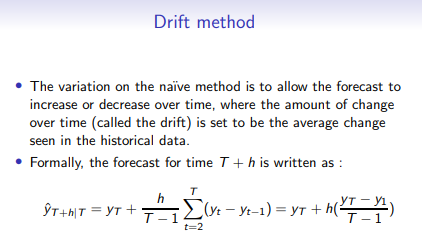 Drift method
• The variation on the naïve method is to allow the forecast to
increase or decrease over time, where the amount of change
over time (called the drift) is set to be the average change
seen in the historical data.
• Formally, the forecast for time T + h is written as :
ŷ_{T+h|T} = y_T + \frac{h}{T − 1} \sum_{t=2}^{T} (y_t − y_{t−1}) = y_T + h(\frac{y_T − y_1}{T − 1})